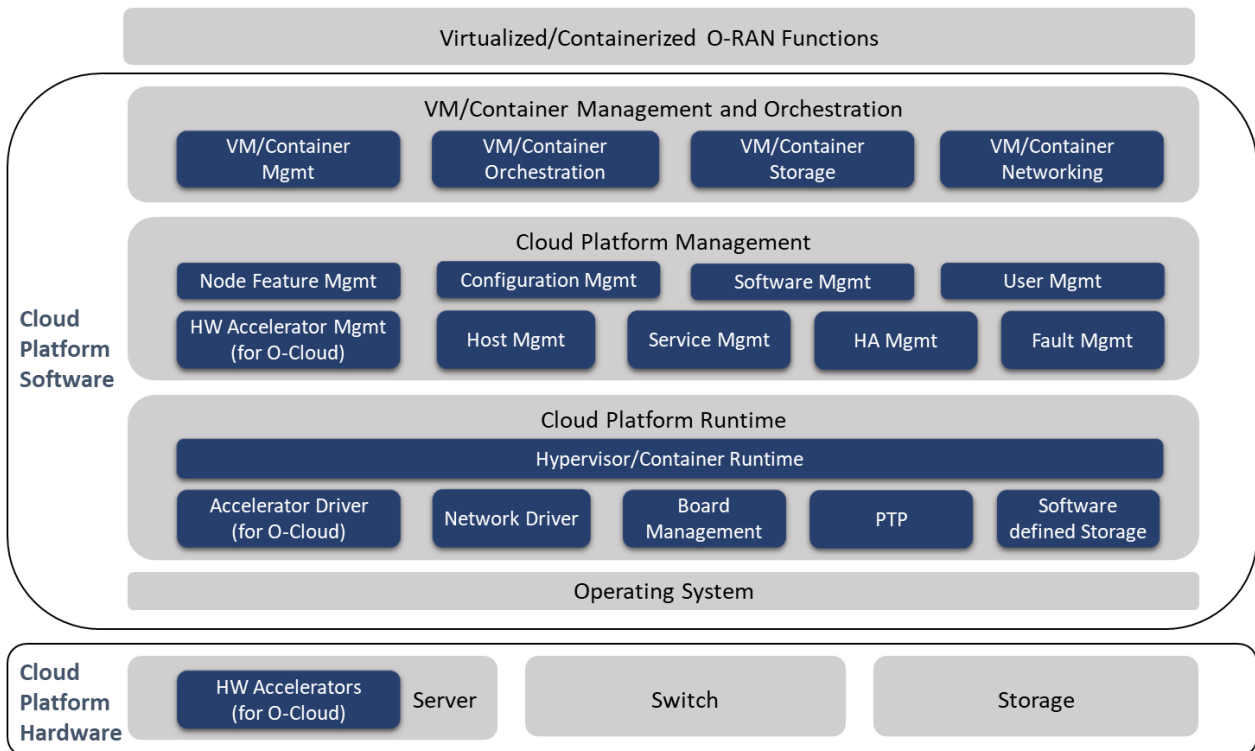 Virtualized/Containerized O-RAN Functions
VM/Container Management and Orchestration
VM/Container
Mgmt
VM/Container
Orchestration
VM/Container
Storage
VM/Container
Networking
Cloud
Platform
Software
Cloud Platform Management
Node Feature Mgmt
Configuration Mgmt
Software Mgmt
User Mgmt
HW Accelerator Mgmt
(for O-Cloud)
Host Mgmt
Service Mgmt
HA Mgmt
Fault Mgmt
Cloud Platform Runtime
Hypervisor/Container Runtime
Accelerator Driver
(for O-Cloud)
Network Driver
Board
Management
PTP
Software
defined Storage
Operating System
Cloud
Platform
Hardware
HW Accelerators
(for O-Cloud)
Server
Switch
Storage